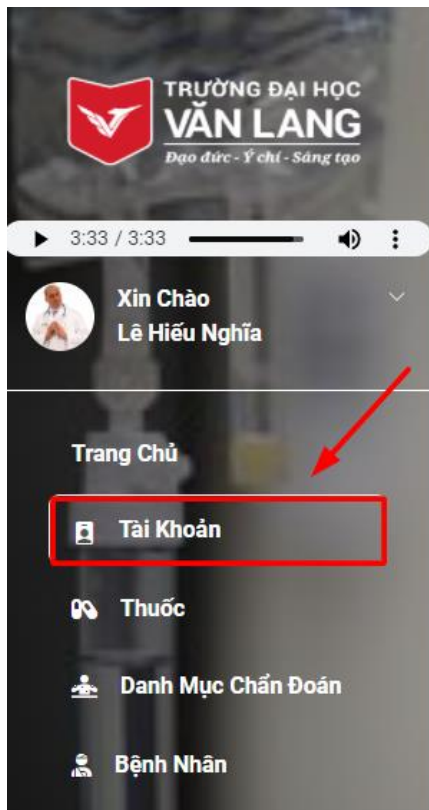 TRƯỜNG ĐẠI HỌC
VĂN LANG
Đạo đức - Ý chí - Sáng tạo
3:33 / 3:33
Xin Chào
Lê Hiếu Nghĩa
Trang Chủ
Tài Khoản
Thuốc
Danh Mục Chẩn Đoán
Bệnh Nhân